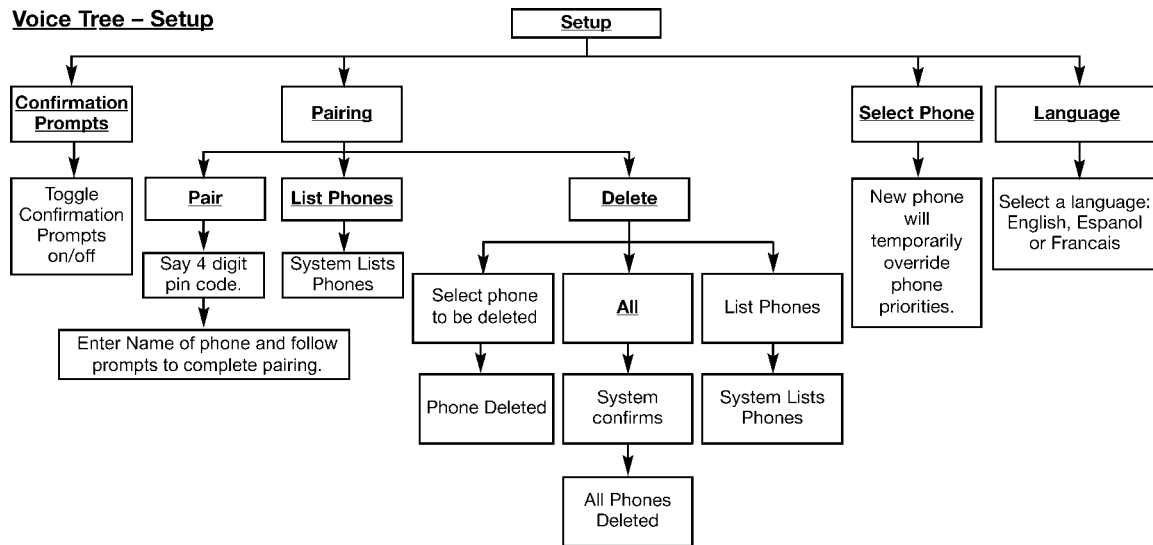 Voice Tree – Setup
Setup
Confirmation
Prompts
Pairing
Select Phone
Language
Toggle
Confirmation
Prompts
on/off
Pair
List Phones
Delete
New phone
will
temporarily
override
phone
priorities.
Select a language:
English, Espanol
or Francais
Say 4 digit
pin code.
System Lists
Phones
Select phone
to be deleted
All
List Phones
Enter Name of phone and follow
prompts to complete pairing.
Phone Deleted
System
confirms
System Lists
Phones
All Phones
Deleted